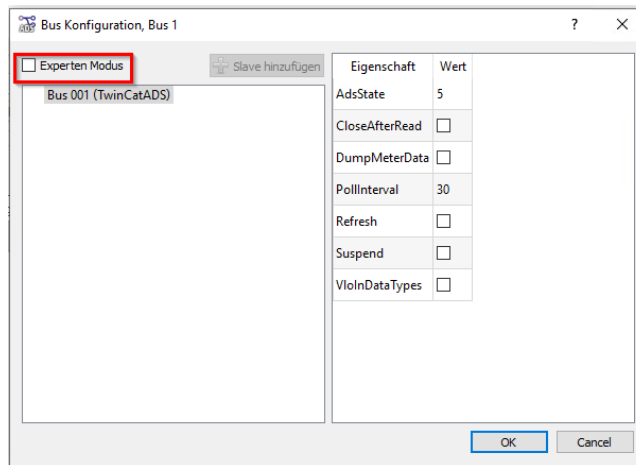 ADS
Bus Konfiguration, Bus 1
?
Experten Modus
Slave hinzufügen
Bus 001 (TwinCatADS)
Eigenschaft Wert
AdsState 5
CloseAfterRead
DumpMeterData
PollInterval 30
Refresh
Suspend
VloInDataTypes
OK Cancel